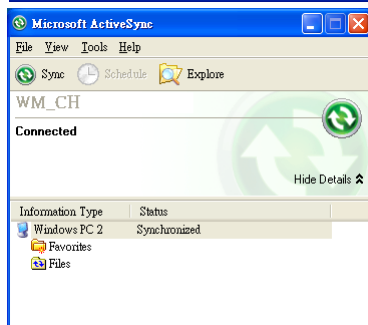 Microsoft ActiveSync
File View Tools Help
Sync Schedule Explore
WM_CH
Connected
Hide Details
Information Type Status
Windows PC 2 Synchronized
Favorites
Files